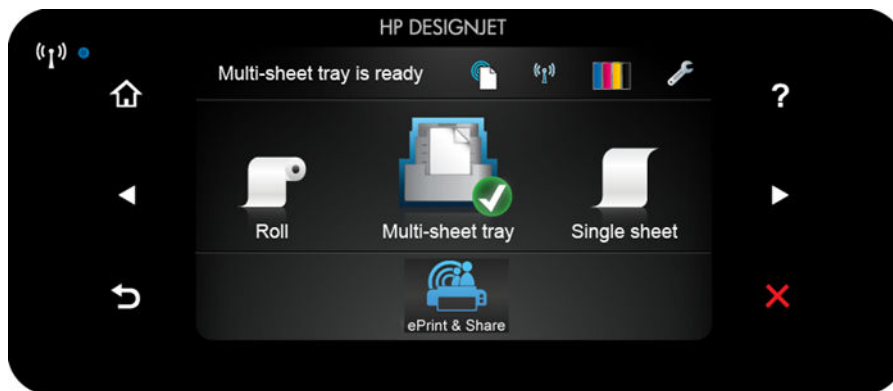 HP DESIGNJET
Multi-sheet tray is ready
?
Roll
Multi-sheet tray
Single sheet
ePrint & Share